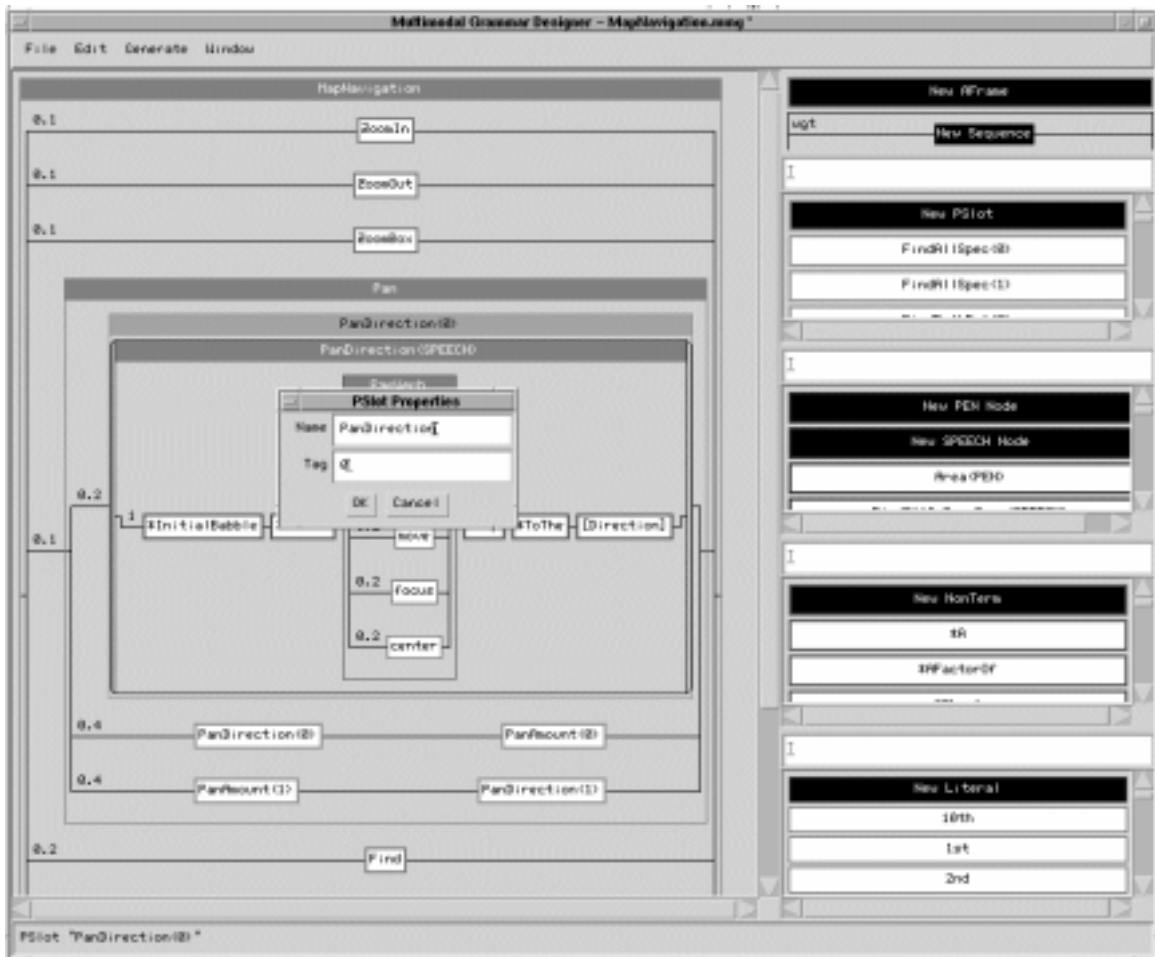 Multimodal Grammar Designer - MapNavigation.mmg *
File Edit Generate Window
MapNavigation
0.1
ZoomIn
0.1
ZoomOut
0.1
ZoomBox
Pan
PanDirection(0)
PanDirection(SPEECH)
PanVerb
PSlot Properties
Name PanDirection
Tag 0
OK Cancel
0.2
1
%InitialBabble
%ToThe [Direction]
move
0.1
0.2
focus
0.2
center
0.4
PanDirection(0) PanAmount(0)
0.4
PanAmount(1) PanDirection(1)
0.2
Find
PSlot "PanDirection(0)"
New AFrame
wgt
New Sequence
New PSlot
FindAllSpec(0)
FindAllSpec(1)
New PEN Node
New SPEECH Node
Area(PEN)
New NonTerm
%A
%AFactorOf
New Literal
10th
1st
2nd